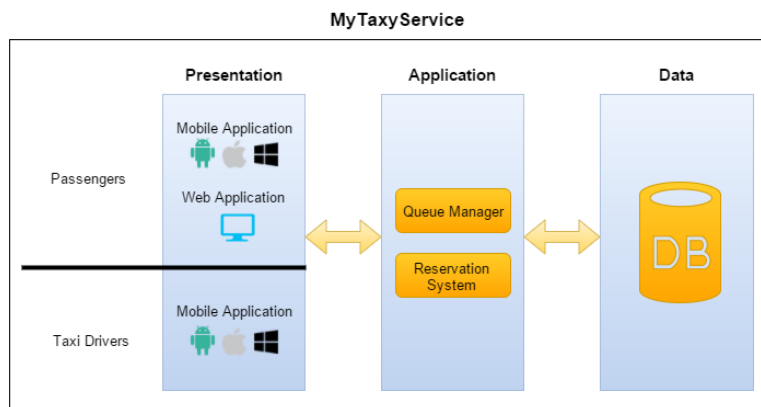 MyTaxyService
Presentation
Application
Data
Passengers
Mobile Application
Web Application
Queue Manager
Reservation
System
DB
Taxi Drivers
Mobile Application